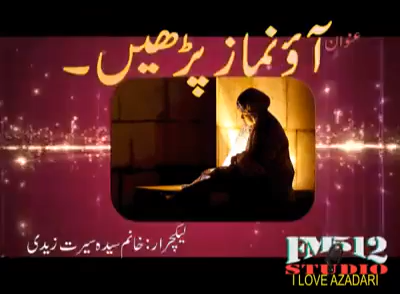 عنوان
آؤ نماز پڑھیں۔
لیکچرار: خانم سیدہ سیرت زیدی
FM512
STUDIO
I LOVE AZADARI